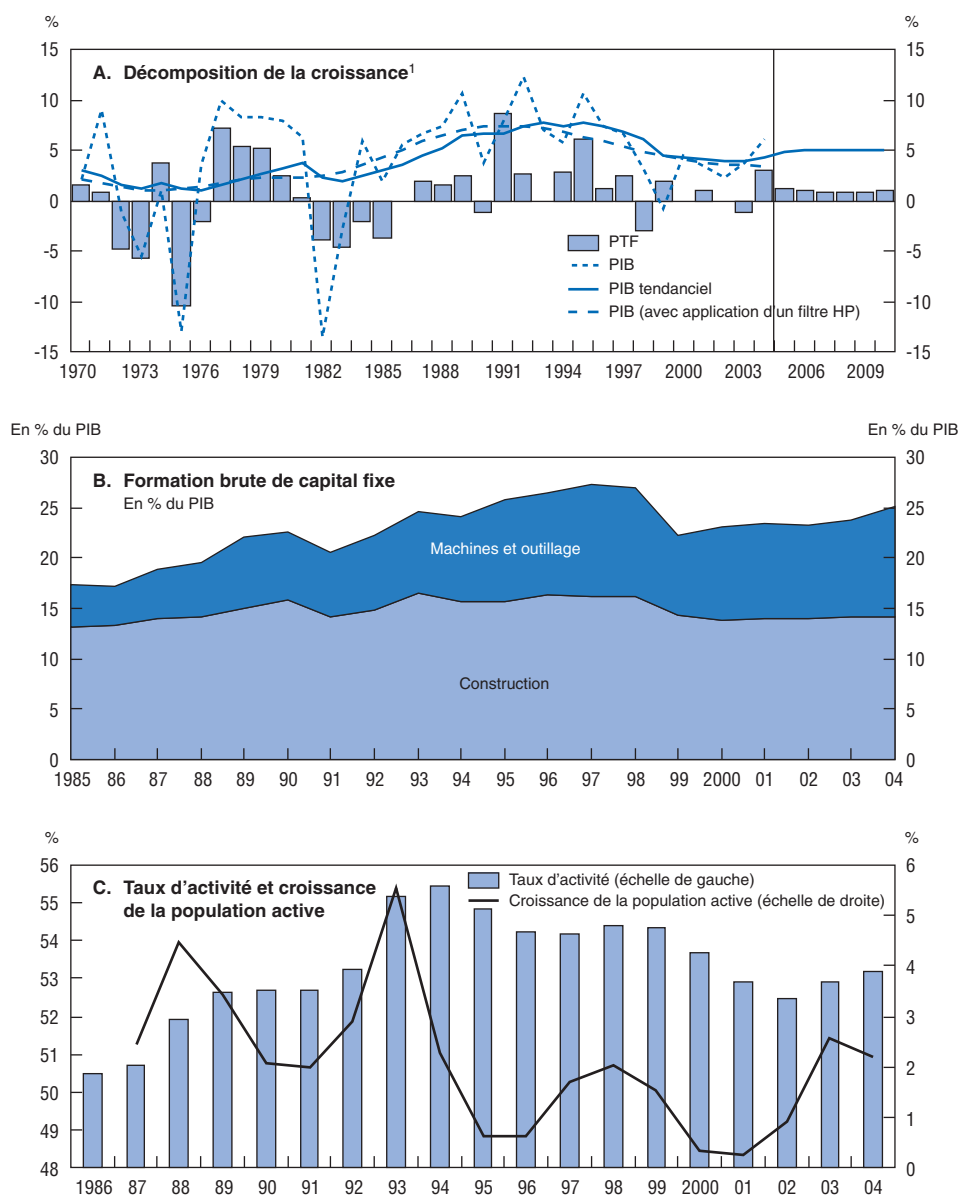 %
%
15
15
A. Décomposition de la croissance¹
10
10
5
5
0
0
PTF
-5
-5
PIB
PIB tendanciel
-10
-10
PIB (avec application d'un filtre HP)
-15
-15
1970 1973 1976 1979 1982 1985 1988 1991 1994 1997 2000 2003 2006 2009
En % du PIB
En % du PIB
30
30
B. Formation brute de capital fixe
En % du PIB
25
25
Machines et outillage
20
20
15
15
10
10
Construction
5
5
0
0
1985 86 87 88 89 90 91 92 93 94 95 96 97 98 99 2000 01 02 03 04
%
%
56
6
C. Taux d'activité et croissance
de la population active
Taux d'activité (échelle de gauche)
Croissance de la population active (échelle de droite)
55
5
54
53
4
52
3
51
2
50
49
1
48
0
1986 87 88 89 90 91 92 93 94 95 96 97 98 99 2000 01 02 03 04